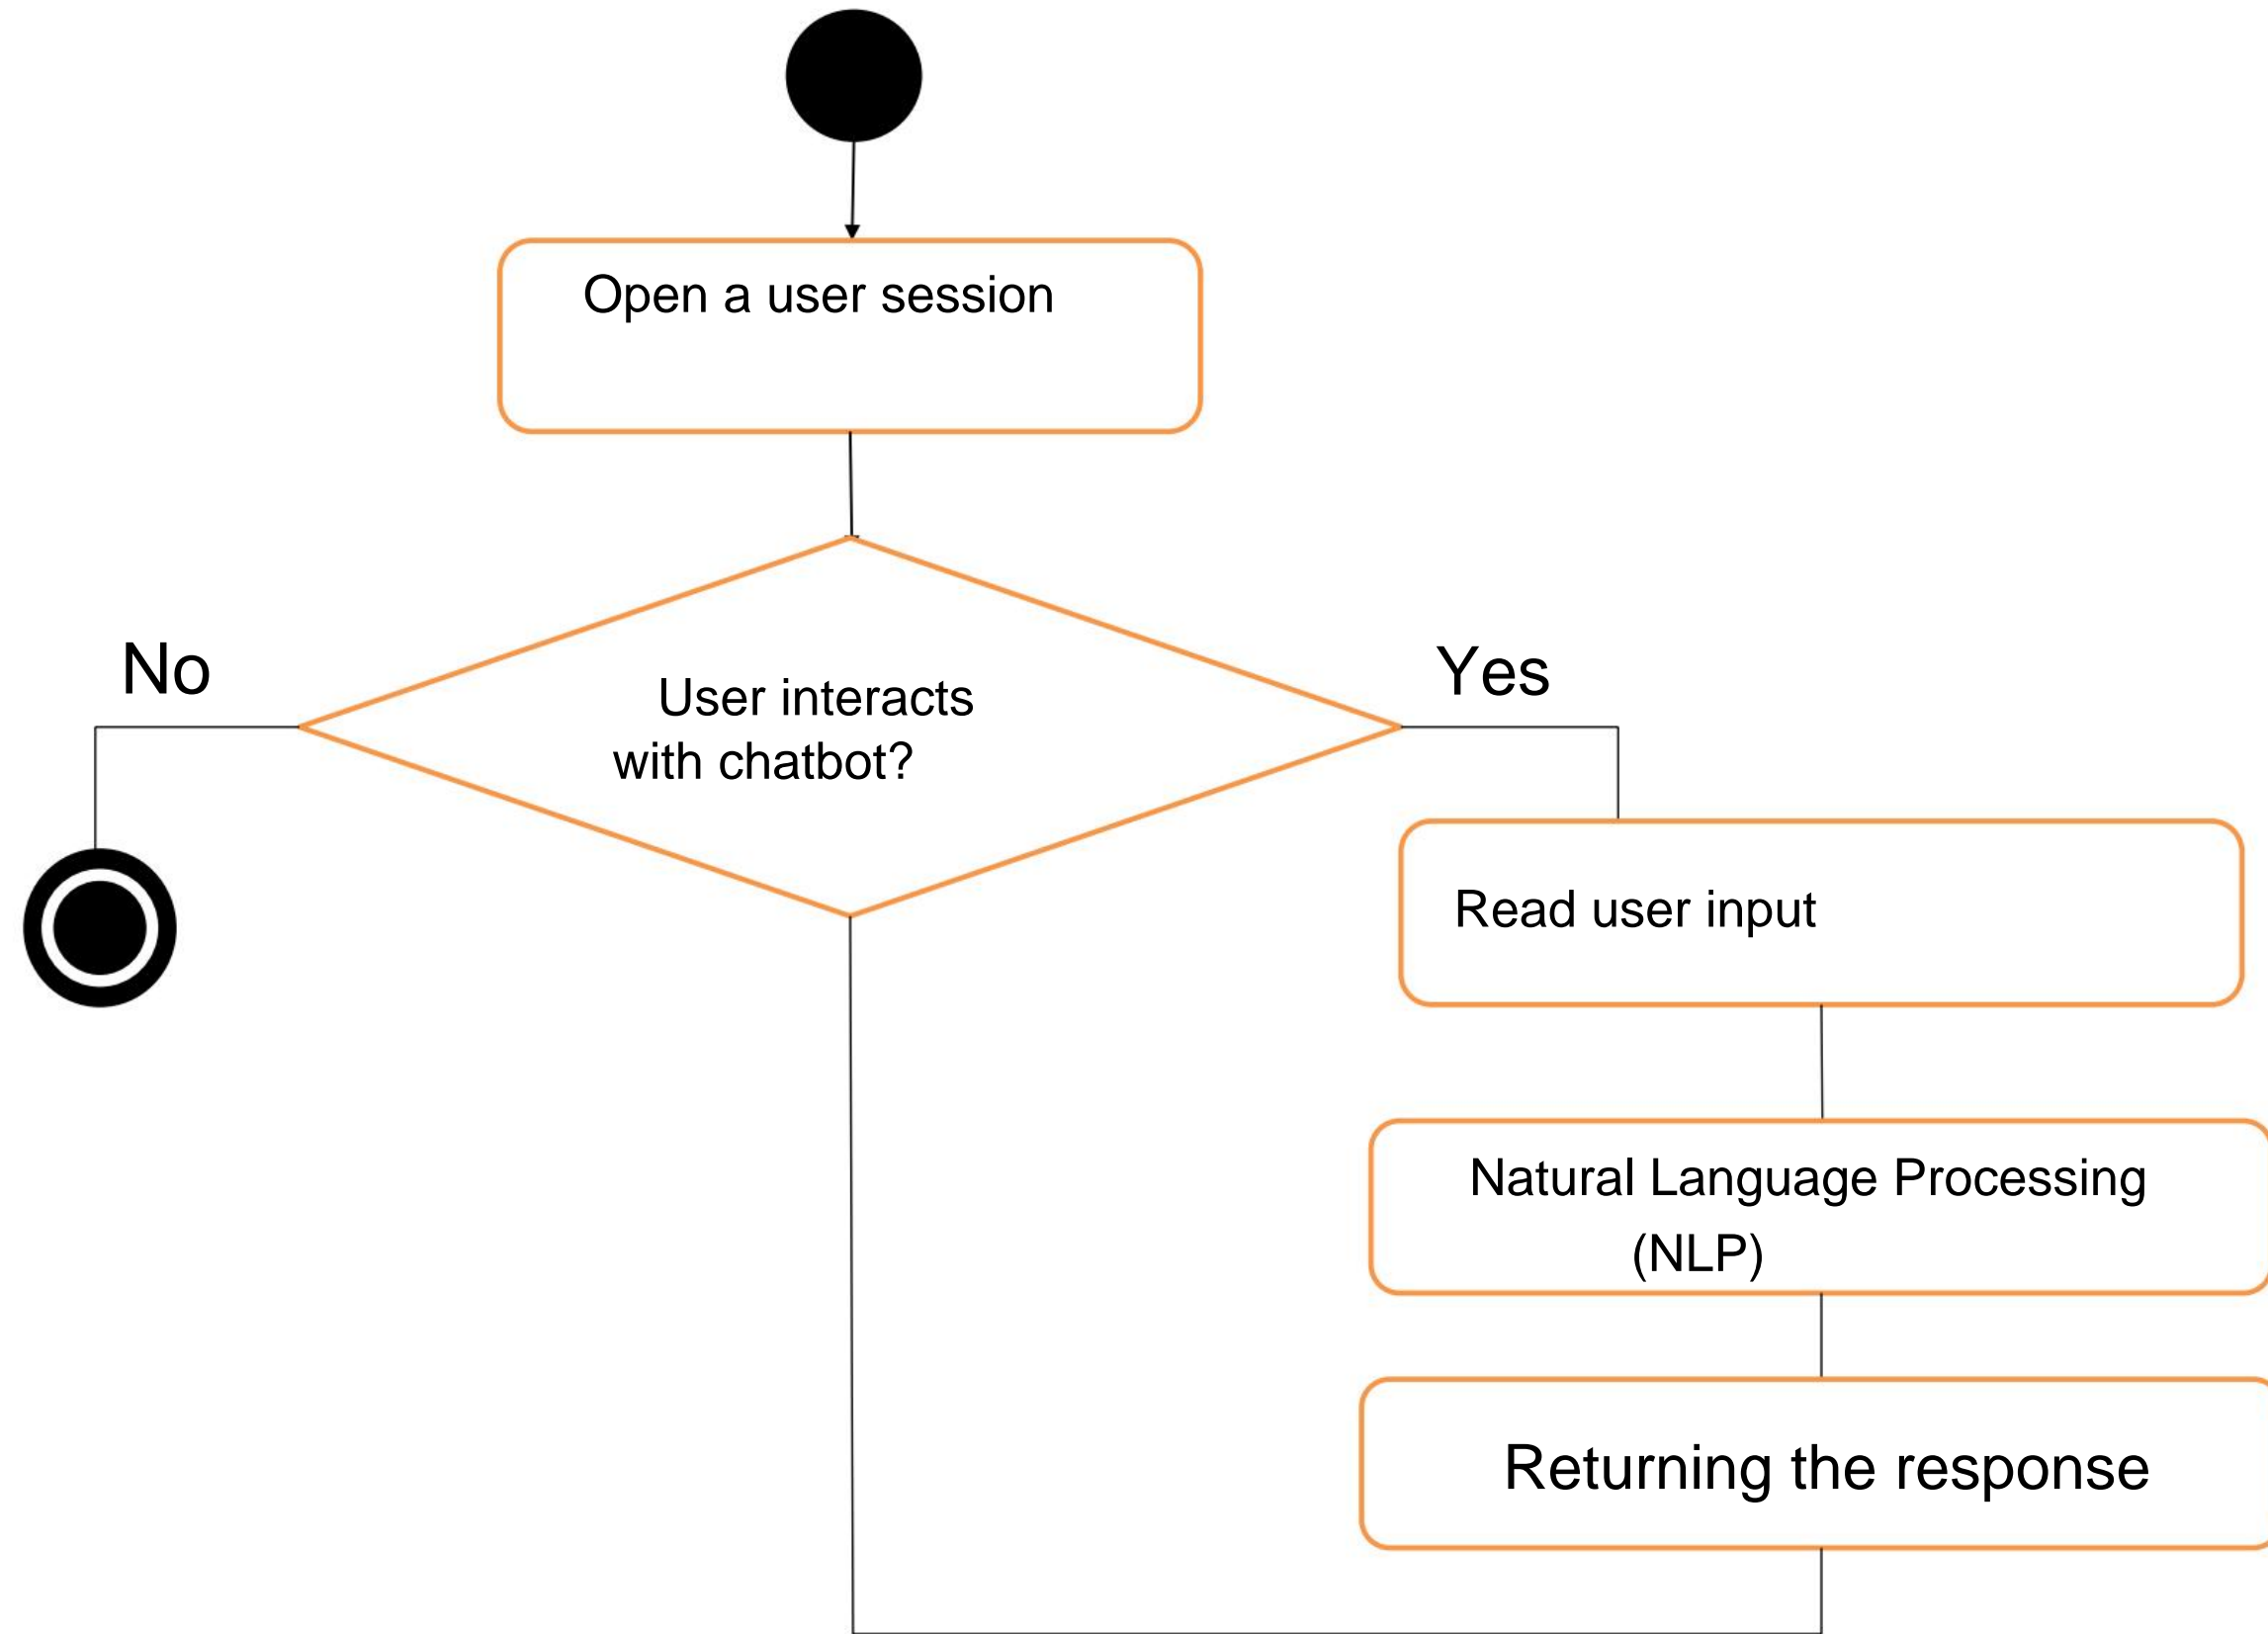 Open a user session
No
Yes
User interacts
with chatbot?
Read user input
Natural Language Processing
(NLP)
Returning the response